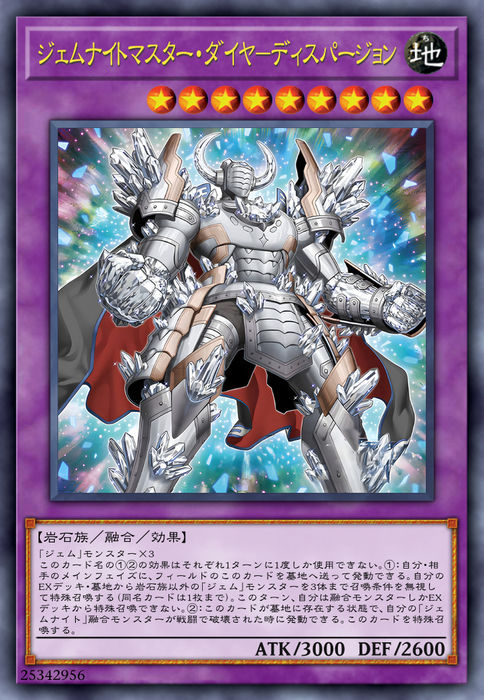 ジェムナイトマスター・ダイヤーディスパージョン
ち
地
【岩石族／融合／効果】
「ジェム」モンスター×3
このカード名の①②の効果はそれぞれ1ターンに1度しか使用できない。①：自分・相
手のメインフェイズに、フィールドのこのカードを墓地へ送って発動できる。自分の
EXデッキ・墓地から岩石族以外の「ジェム」モンスターを3体まで召喚条件を無視し
て特殊召喚する（同名カードは1枚まで）。このターン、自分は融合モンスターしかEX
デッキから特殊召喚できない。②：このカードが墓地に存在する状態で、自分の「ジェ
ムナイト」融合モンスターが戦闘で破壊された時に発動できる。このカードを特殊召
喚する。
ATK/3000 DEF/2600
25342956